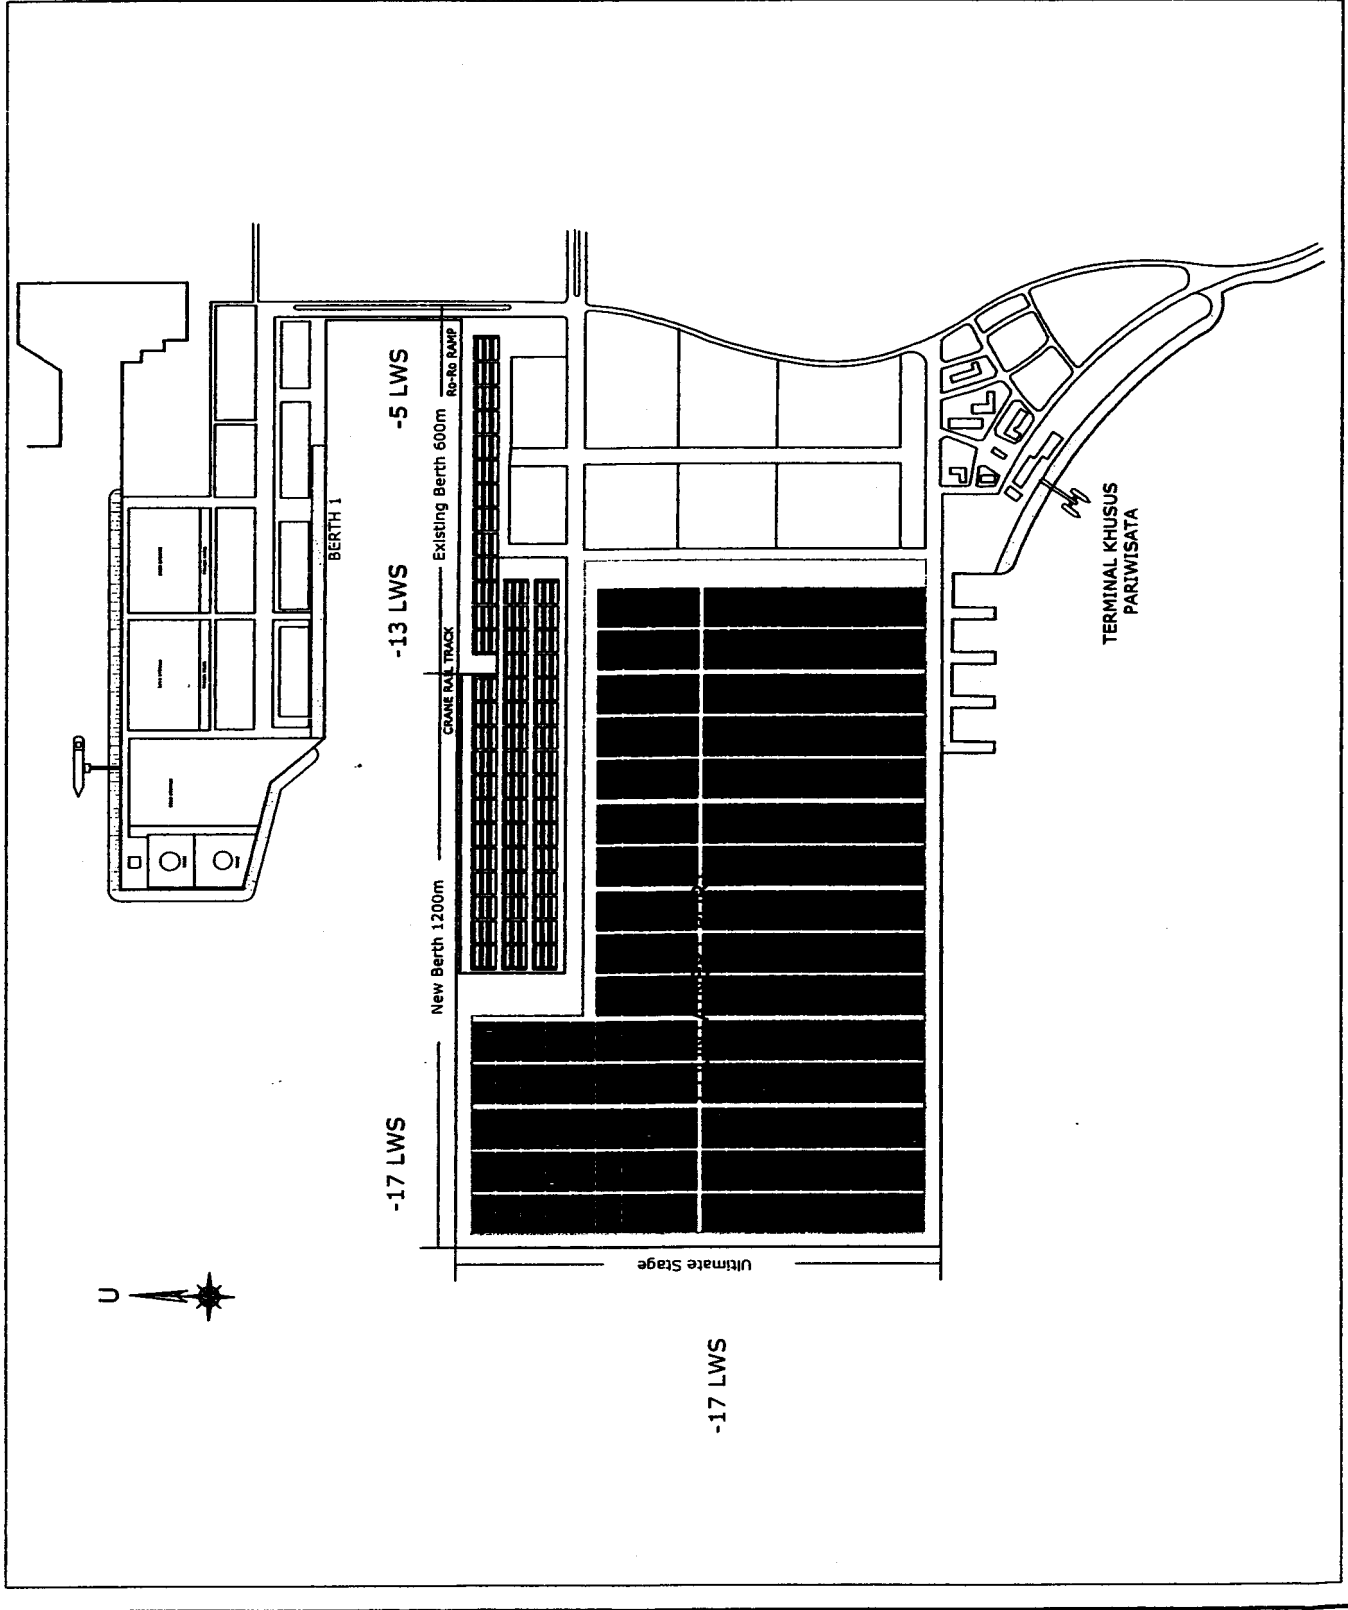 U
-17 LWS
-17 LWS
-13 LWS
-5 LWS
New Berth 1200m
Existing Berth 600m
CRANE RAIL TRACK
Ro-Ro RAMP
BERTH 1
Ultimate Stage
TERMINAL KHUSUS
PARIWISATA